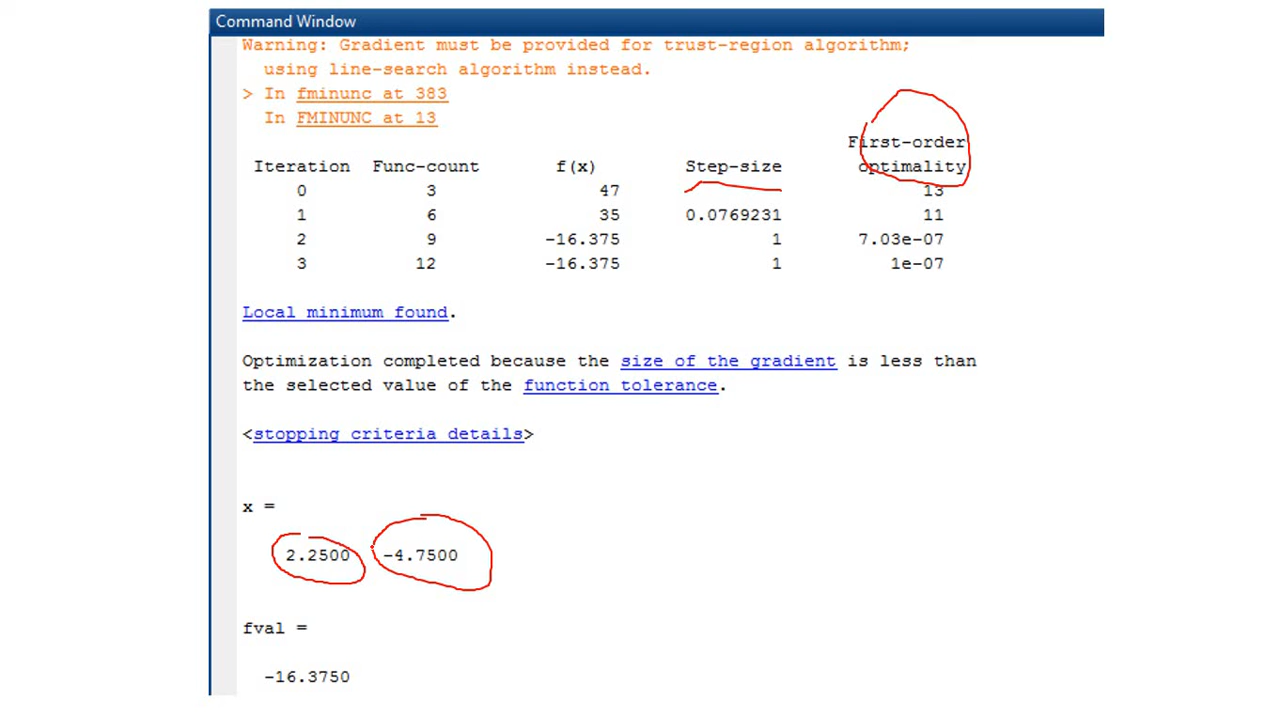 Command Window
Warning: Gradient must be provided for trust-region algorithm;
using line-search algorithm instead.
> In fminunc at 383
In FMINUNC at 13
First-order
Iteration Func-count f(x) Step-size optimality
0 3 47 13
1 6 35 0.0769231 11
2 9 -16.375 1 7.03e-07
3 12 -16.375 1 1e-07
Local minimum found.
Optimization completed because the size of the gradient is less than
the selected value of the function tolerance.
<stopping criteria details>
x =
2.2500 -4.7500
fval =
-16.3750